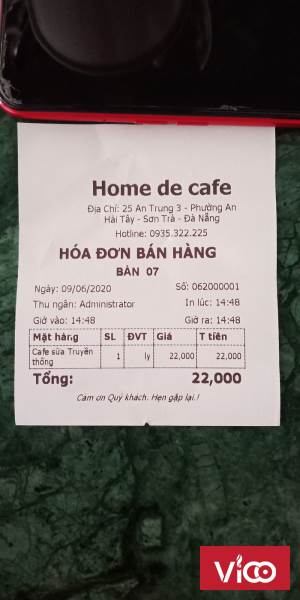 Home de cafe
Địa Chỉ: 25 An Trung 3 - Phường An
Hải Tây - Sơn Trà - Đà Nẵng
Hotline: 0935.322.225
HÓA ĐƠN BÁN HÀNG
BÀN 07
Ngày: 09/06/2020 Số: 062000001
Thu ngân: Administrator In lúc: 14:48
Giờ vào: 14:48 Giờ ra: 14:48
Mặt hàng SL ĐVT Giá T tiền
Cafe sữa Truyền thống 1 ly 22,000 22,000
Tổng: 22,000
Cảm ơn Quý khách. Hẹn gặp lại.!
VICO